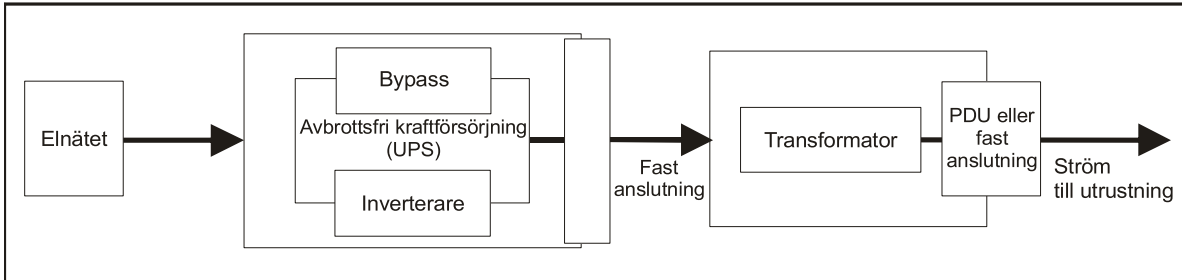 Elnätet
Bypass
Avbrottsfri kraftförsörjning
(UPS)
Inverterare
Fast
anslutning
Transformator
PDU eller
fast
anslutning
Ström
till utrustning